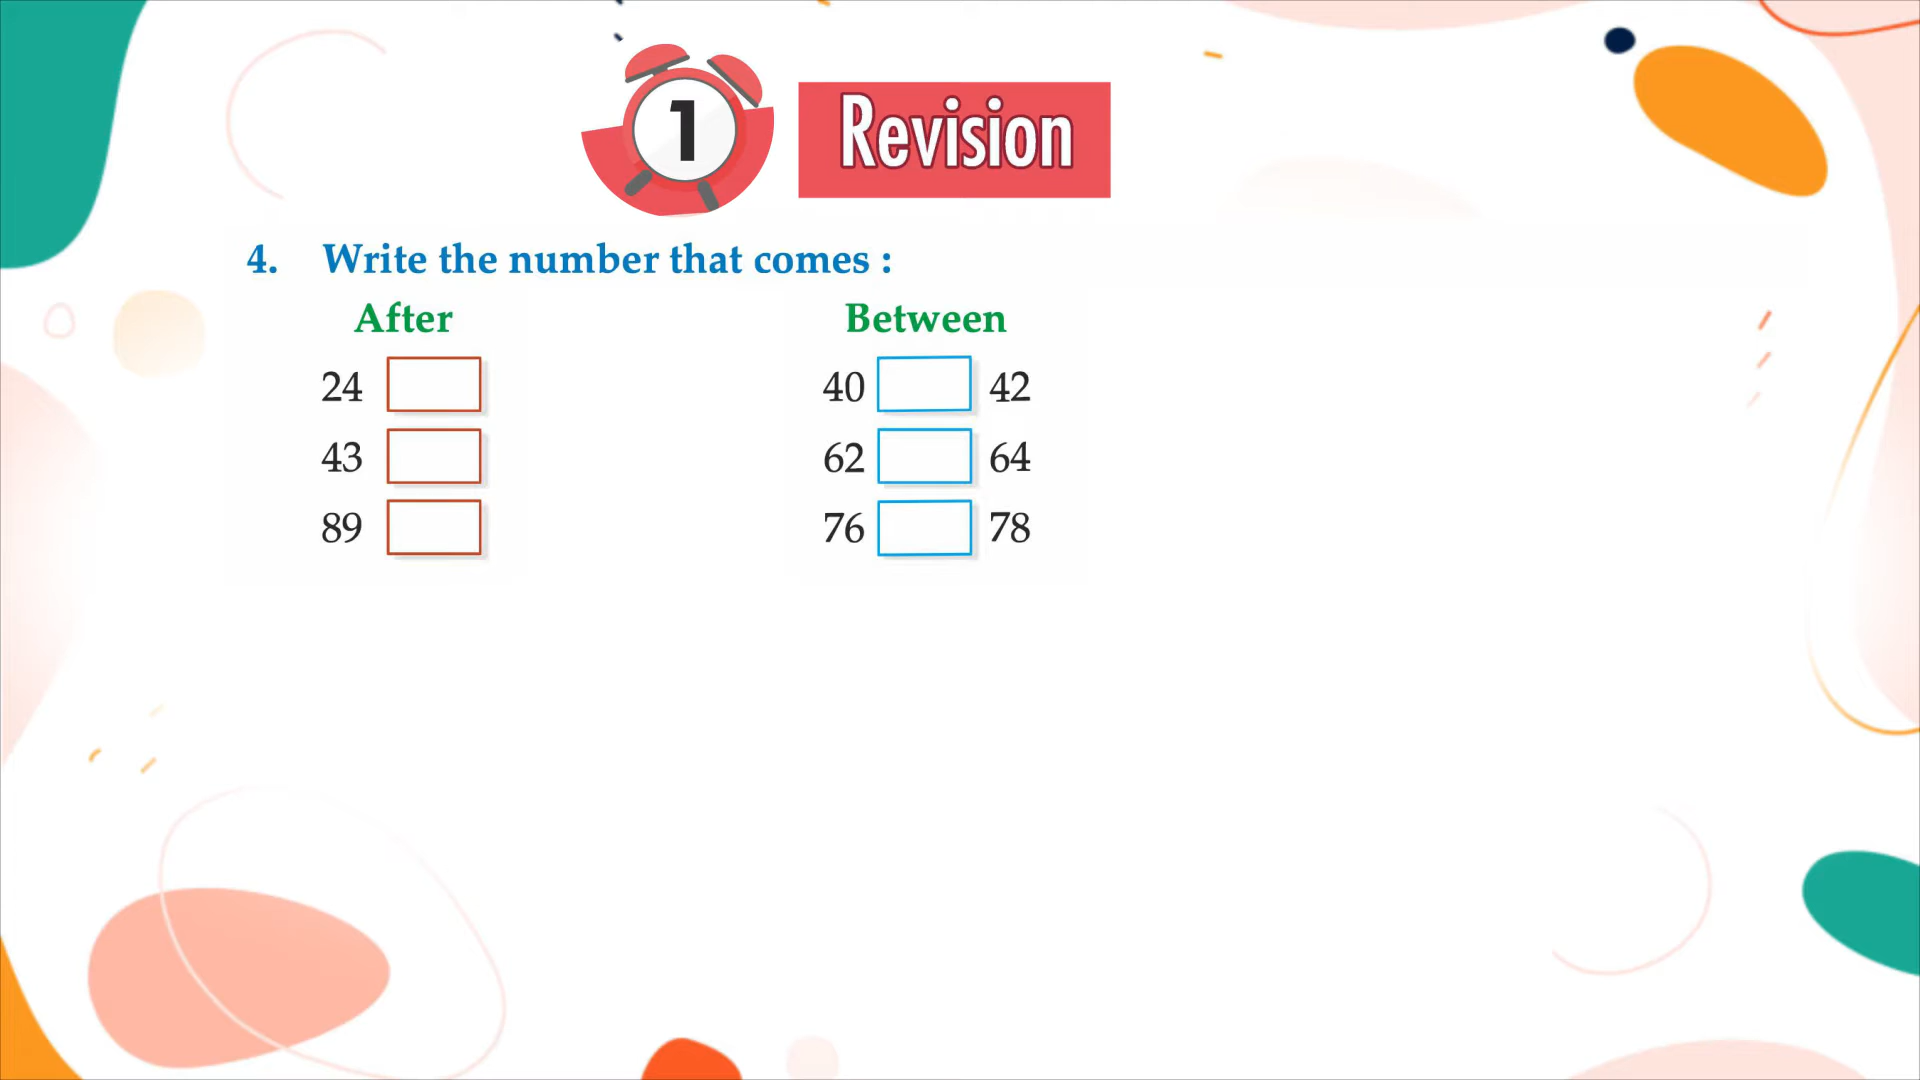 1 Revision
4. Write the number that comes :
After Between
24 40 42
43 62 64
89 76 78